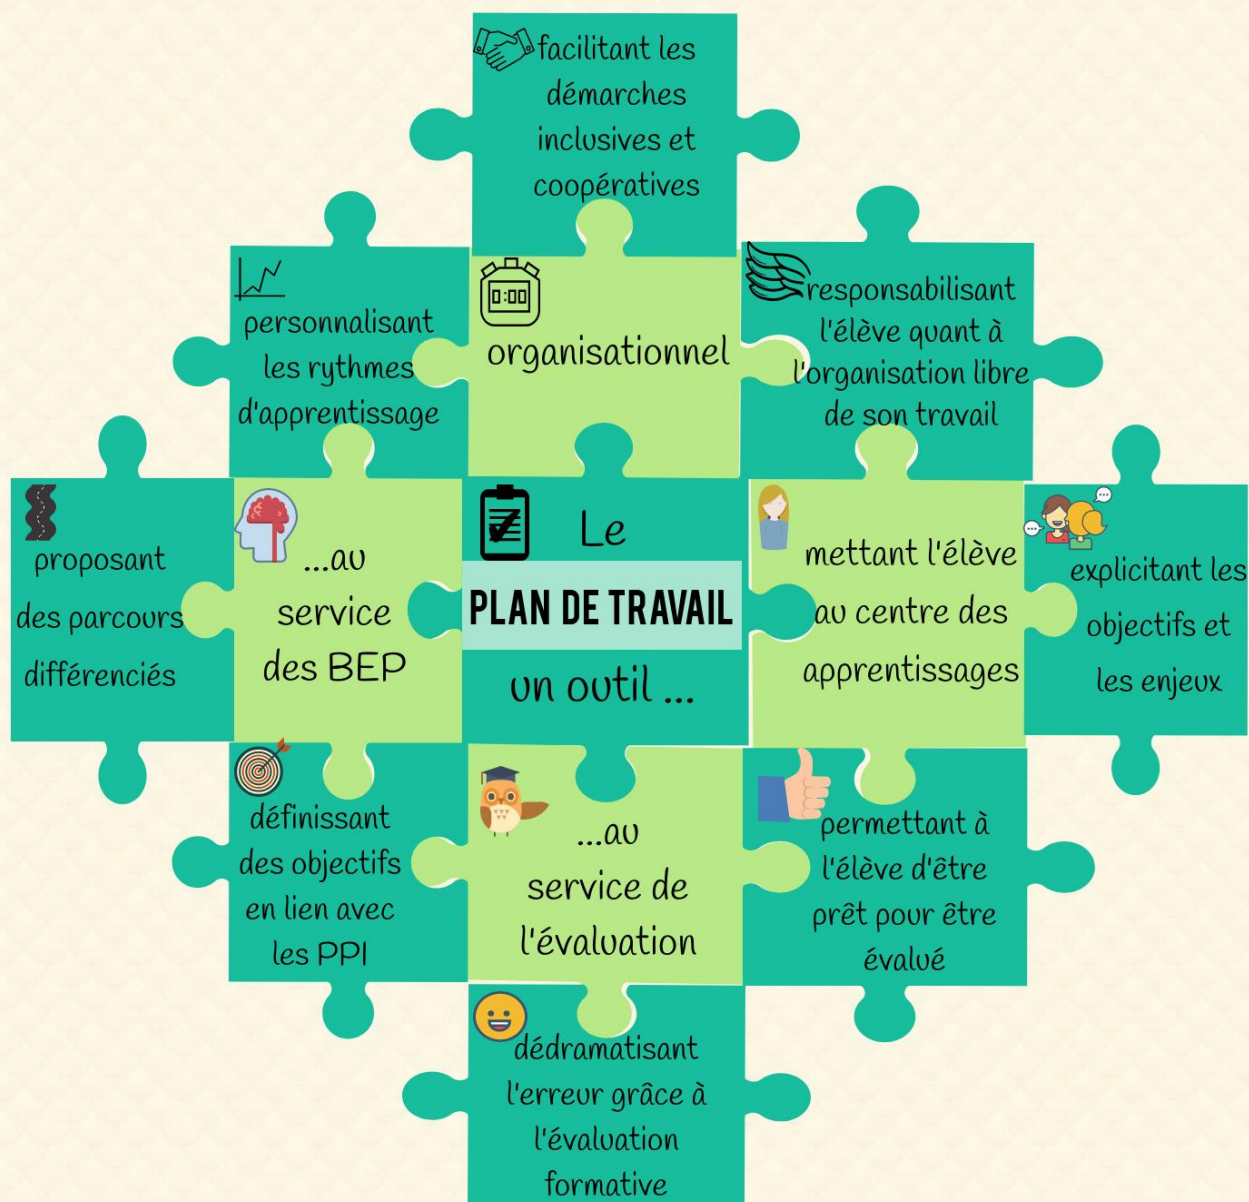 facilitant les
démarches
inclusives et
coopératives
personnalisant
les rythmes
d'apprentissage
0:00
organisationnel
responsabilisant
l'élève quant à
l'organisation libre
de son travail
proposant
des parcours
différenciés
...au
service
des BEP
Le
PLAN DE TRAVAIL
un outil ...
mettant l'élève
au centre des
apprentissages
explicitant les
objectifs et
les enjeux
définissant
des objectifs
en lien avec
les PPI
...au
service de
l'évaluation
permettant à
l'élève d'être
prêt pour être
évalué
dédramatisant
l'erreur grâce à
l'évaluation
formative